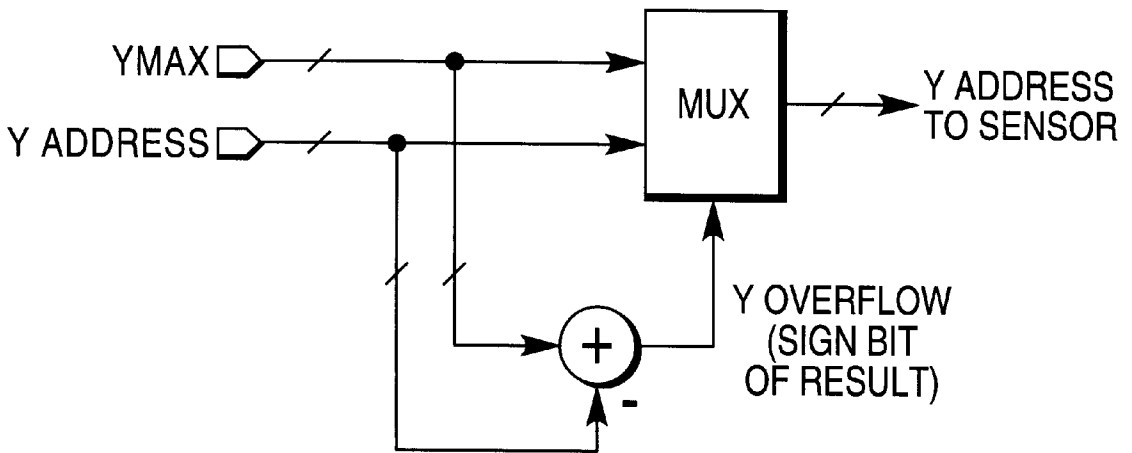 YMAX
Y ADDRESS
MUX
Y ADDRESS
TO SENSOR
+
-
Y OVERFLOW
(SIGN BIT
OF RESULT)